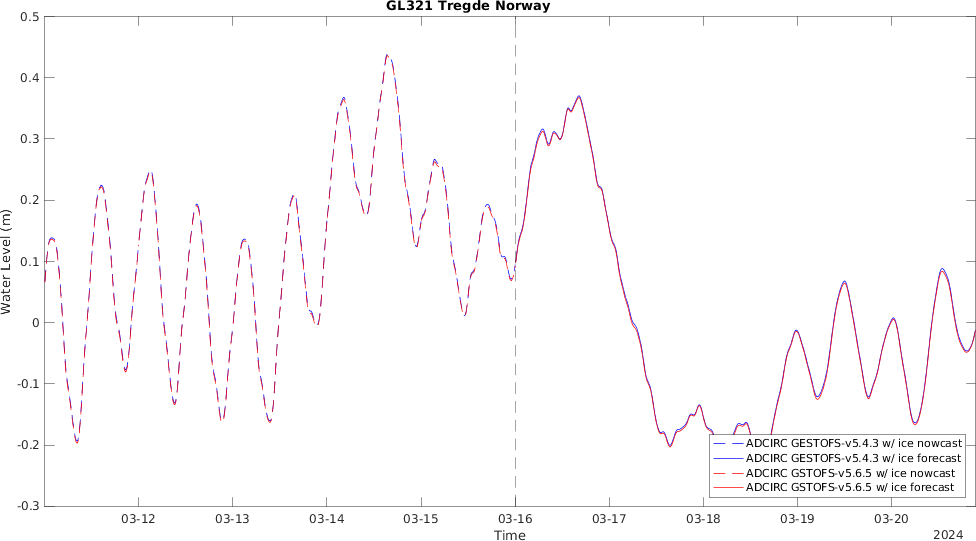 GL321 Tregde Norway
0.5
0.4
0.3
0.2
0.1
0
-0.1
-0.2
-0.3
Water Level (m)
ADCIRC GESTOFS-v5.4.3 w/ ice nowcast
ADCIRC GESTOFS-v5.4.3 w/ ice forecast
ADCIRC GSTOFS-v5.6.5 w/ ice nowcast
ADCIRC GSTOFS-v5.6.5 w/ ice forecast
03-12 03-13 03-14 03-15 03-16 03-17 03-18 03-19 03-20
Time
2024